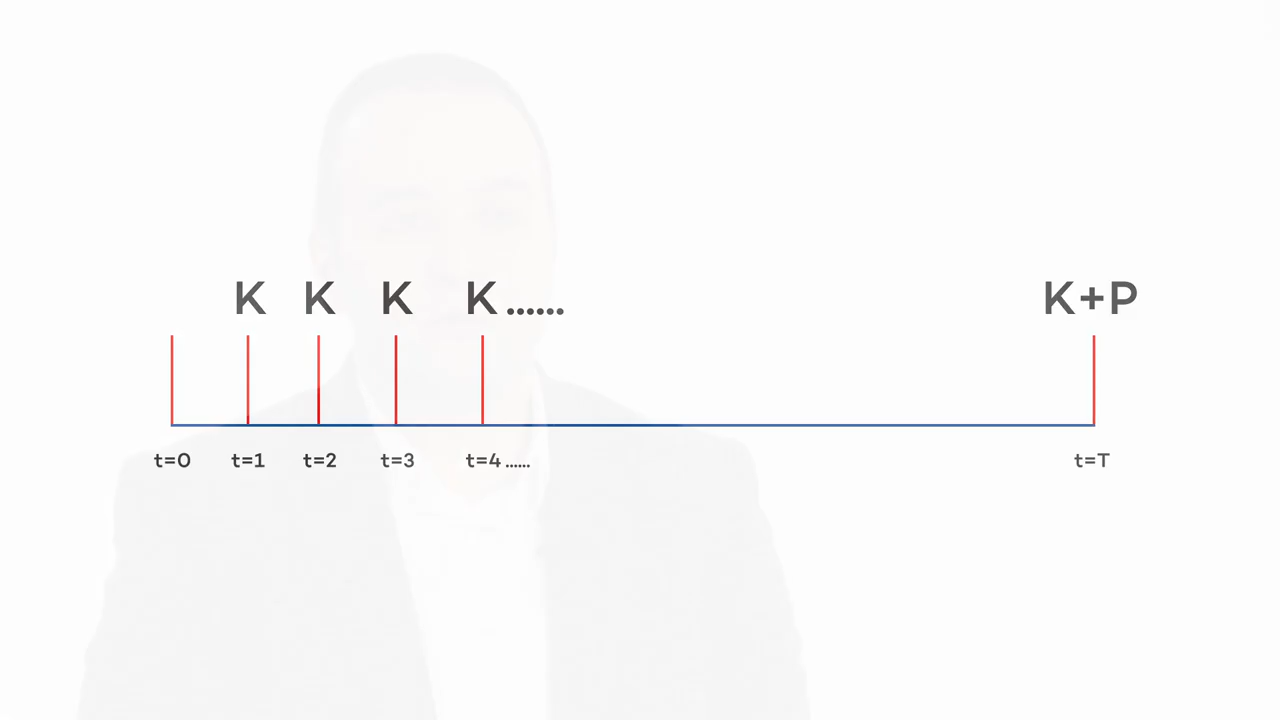 K K K K...... K+P
t=0 t=1 t=2 t=3 t=4...... t=T